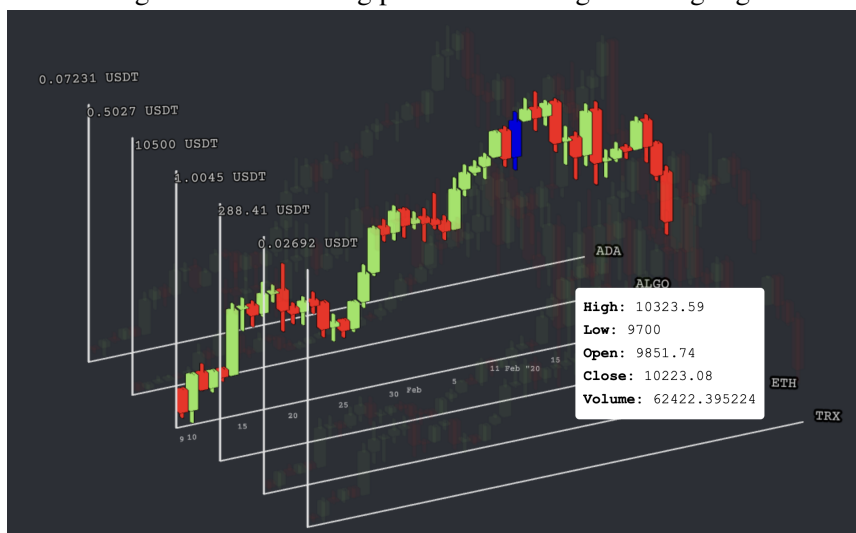 0.07231 USDT
0.5027 USDT
10500 USDT
1.0045 USDT
288.41 USDT
0.02692 USDT
ADA
ALGO
High: 10323.59
Low: 9700
Open: 9851.74
Close: 10223.08
Volume: 62422.395224
ETH
TRX
9 10
15
20
25
30
Feb
5
11 Feb "20
15